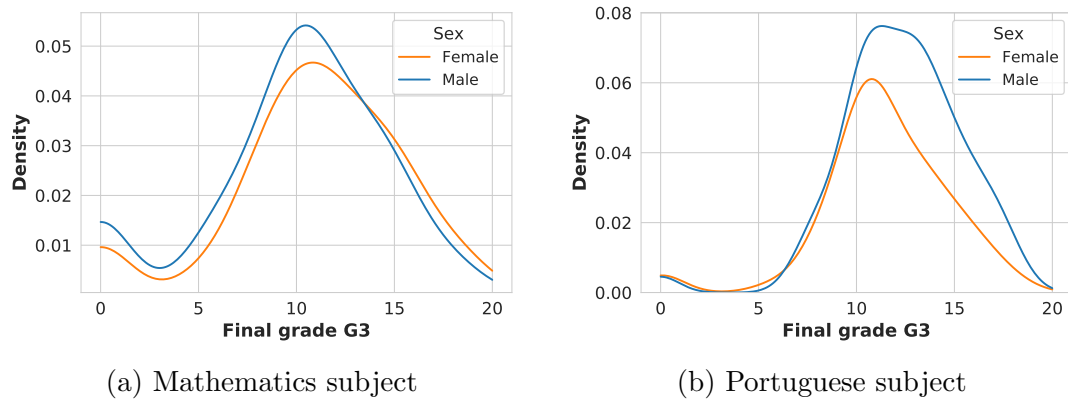 Sex
Female
Male
0.05
0.04
0.03
0.02
0.01
Density
0
5
10
15
20
Final grade G3
(a) Mathematics subject
Sex
Female
Male
0.08
0.06
0.04
0.02
0.00
Density
0
5
10
15
20
Final grade G3
(b) Portuguese subject